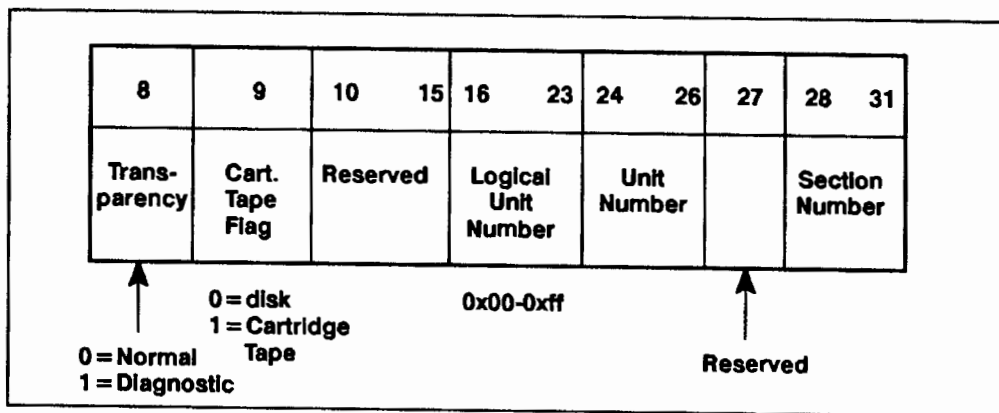 8 9 10 15 16 23 24 26 27 28 31
Trans-
parency
Cart.
Tape
Flag
Reserved
Logical
Unit
Number
Unit
Number
Section
Number
0=disk
1=Cartridge
Tape
0x00-0xff
0=Normal
1=Diagnostic
Reserved